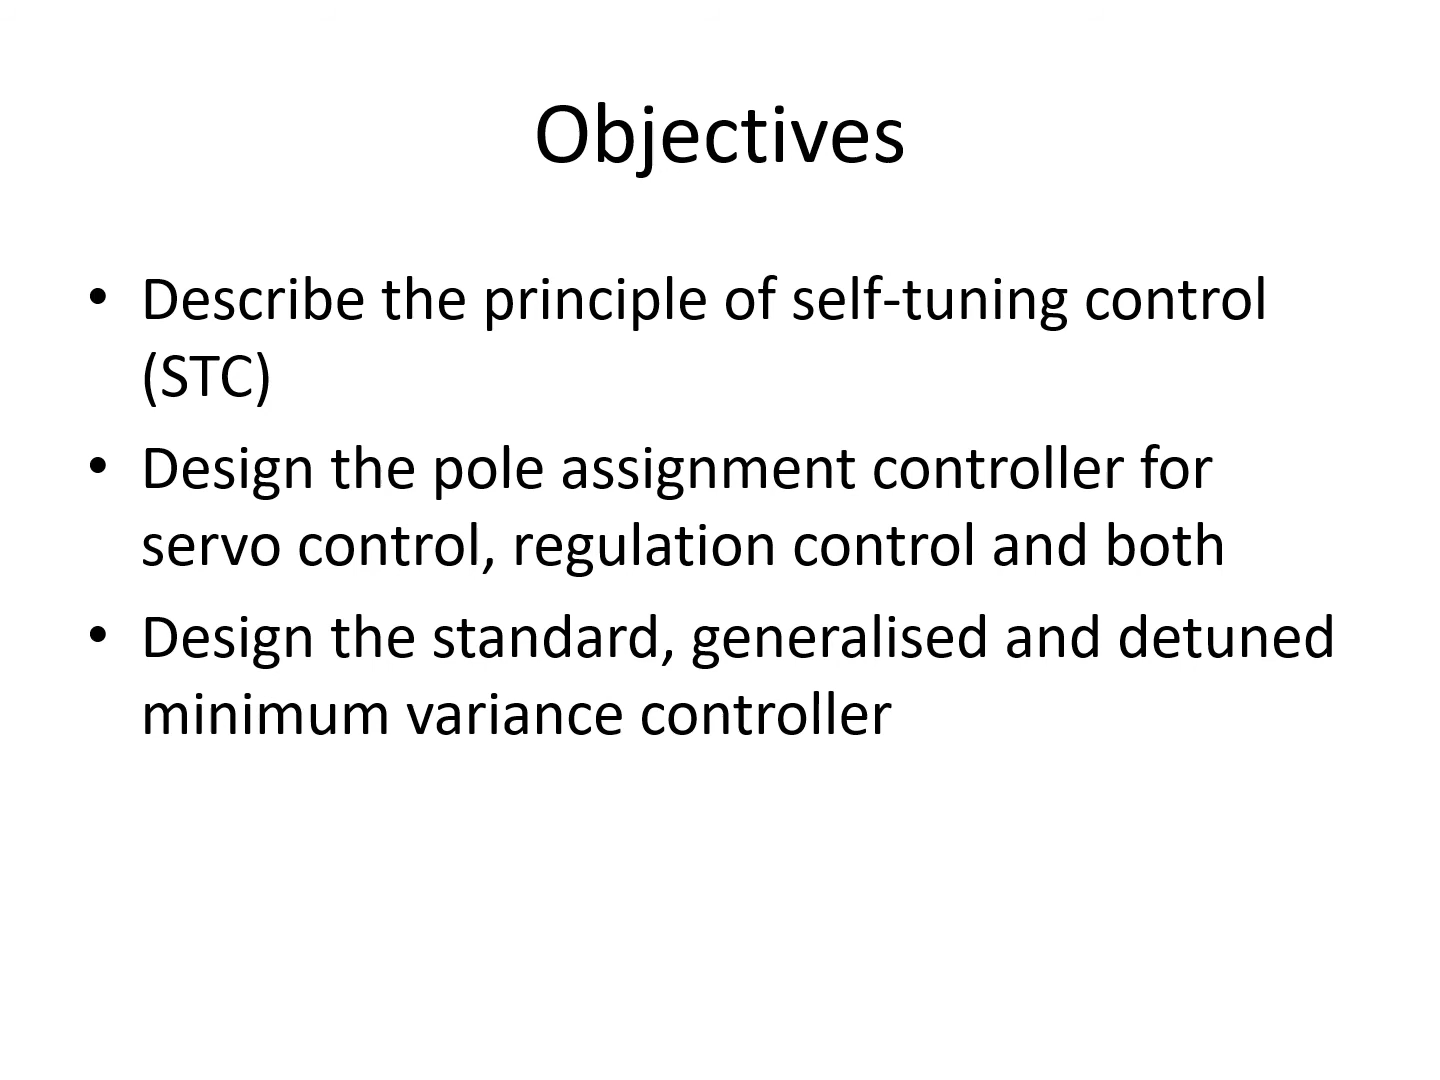 Objectives
• Describe the principle of self-tuning control
(STC)
• Design the pole assignment controller for
servo control, regulation control and both
• Design the standard, generalised and detuned
minimum variance controller